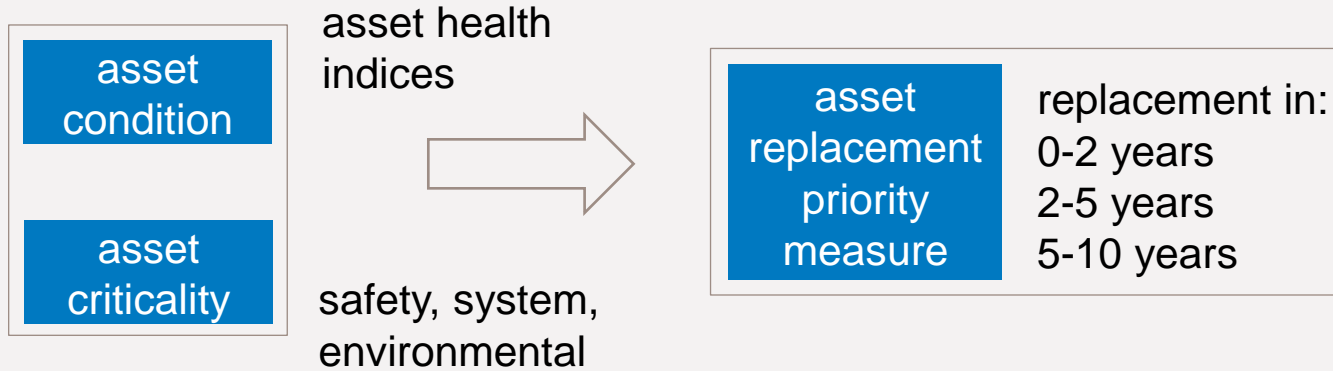 asset
condition
asset health
indices
asset
criticality
safety, system,
environmental
asset
replacement
priority
measure
replacement in:
0-2 years
2-5 years
5-10 years